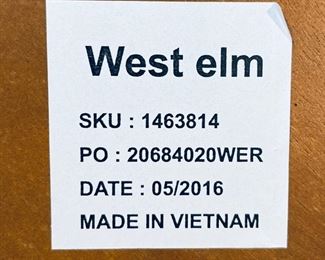 West elm
SKU : 1463814
PO : 20684020WER
DATE : 05/2016
MADE IN VIETNAM